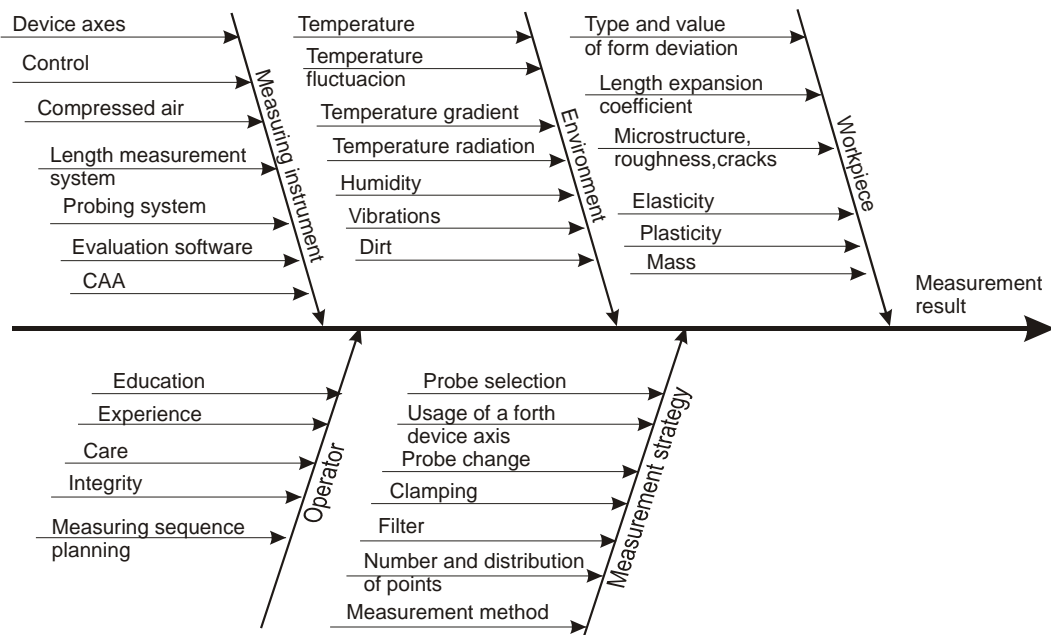 Device axes
Control
Compressed air
Length measurement
system
Probing system
Evaluation software
CAA
Measuring instrument
Temperature
Temperature
fluctuacion
Temperature gradient
Temperature radiation
Humidity
Vibrations
Dirt
Environment
Type and value
of form deviation
Length expansion
coefficient
Microstructure,
roughness,cracks
Elasticity
Plasticity
Mass
Workpiece
Measurement
result
Education
Experience
Care
Integrity
Measuring sequence
planning
Operator
Probe selection
Usage of a forth
device axis
Probe change
Clamping
Filter
Number and distribution
of points
Measurement method
Measurement strategy